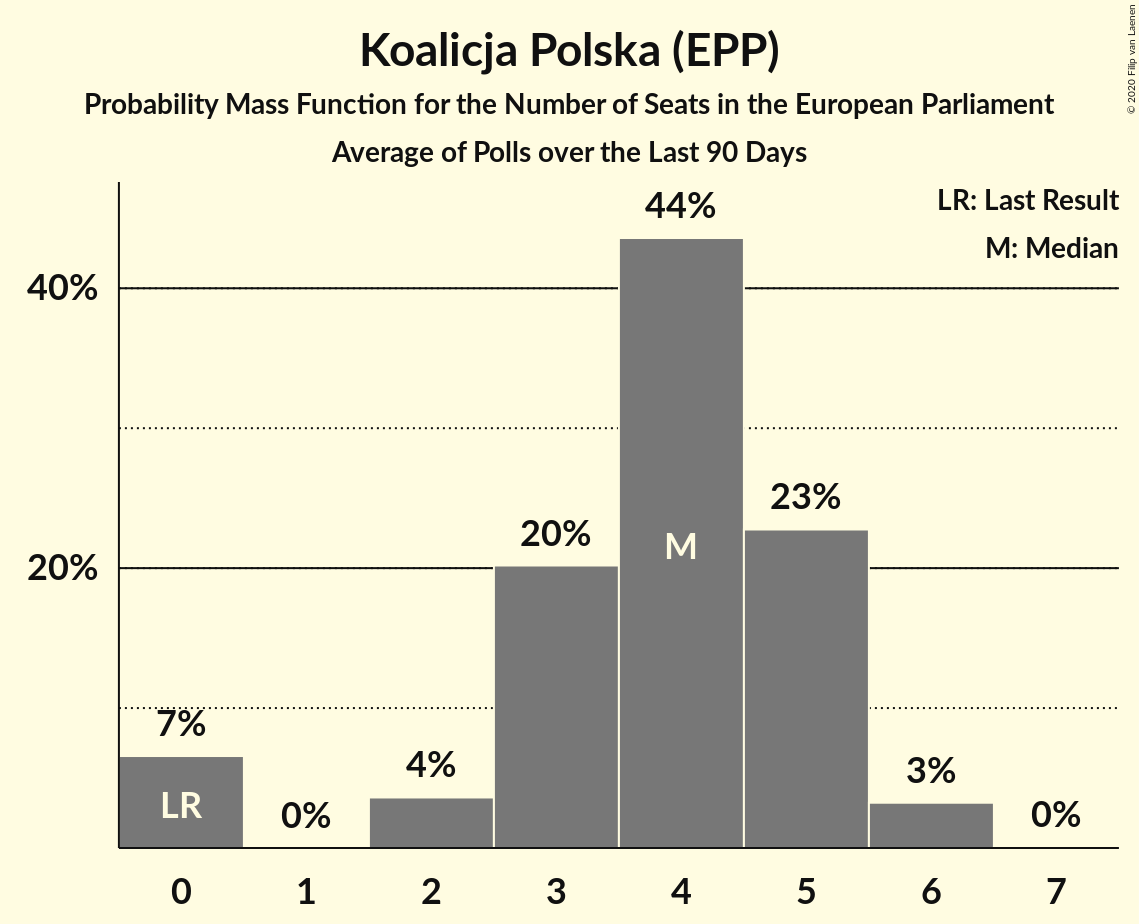 Koalicja Polska (EPP)
Probability Mass Function for the Number of Seats in the European Parliament
Average of Polls over the Last 90 Days
© 2020 Filip van Laenen
LR: Last Result
M: Median
44%
40%
23%
20%
M
20%
7%
4%
3%
LR
0%
0%
0 1 2 3 4 5 6 7